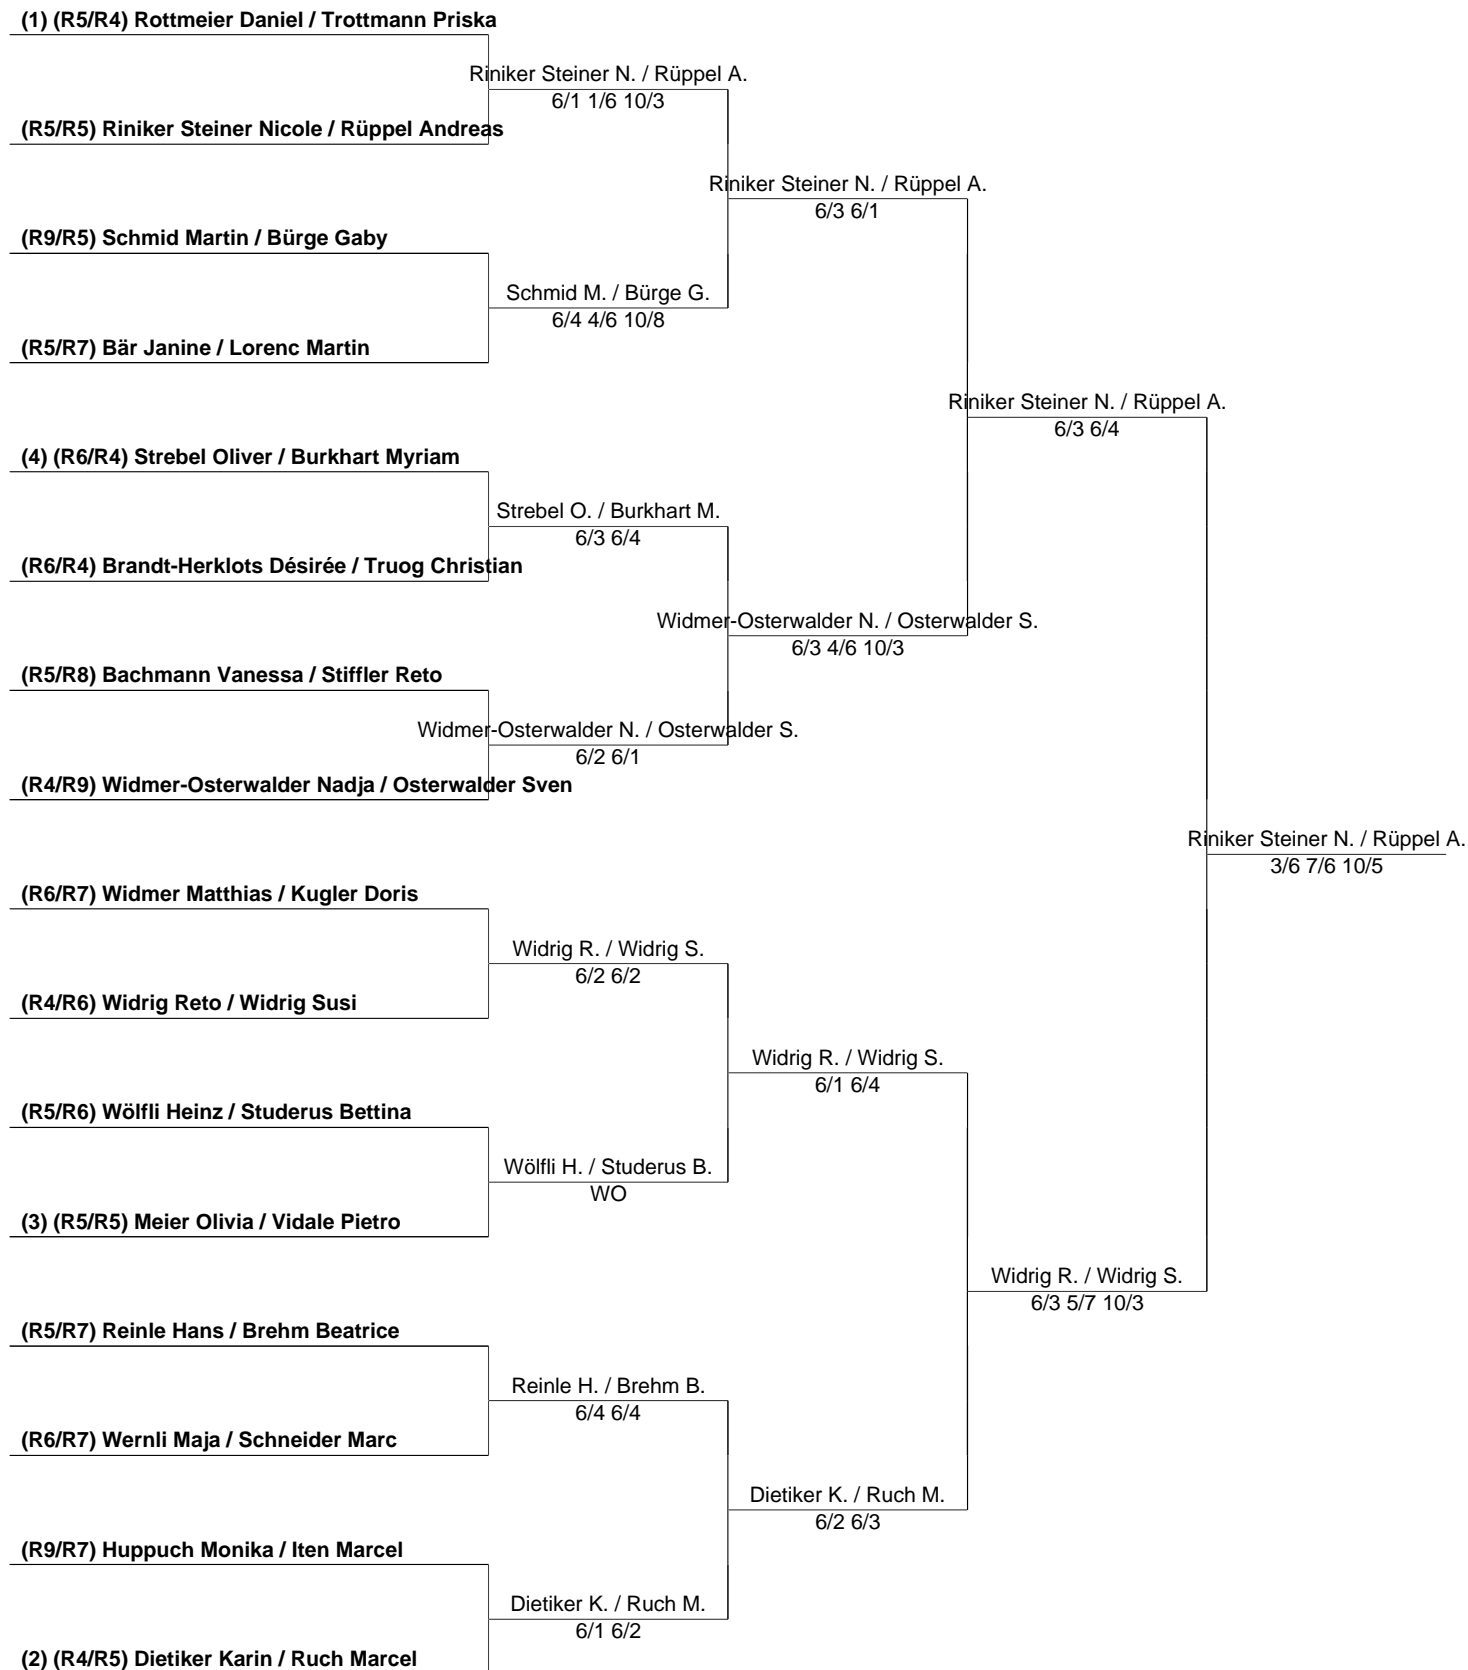 (1) (R5/R4) Rottmeier Daniel / Trottmann Priska
Riniker Steiner N. / Rüppel A.
6/1 1/6 10/3
(R5/R5) Riniker Steiner Nicole / Rüppel Andreas
Riniker Steiner N. / Rüppel A.
6/3 6/1
(R9/R5) Schmid Martin / Bürge Gaby
Schmid M. / Bürge G.
6/4 4/6 10/8
(R5/R7) Bär Janine / Lorenc Martin
Riniker Steiner N. / Rüppel A.
6/3 6/4
(4) (R6/R4) Strebel Oliver / Burkhart Myriam
Strebel O. / Burkhart M.
6/3 6/4
(R6/R4) Brandt-Herklots Désirée / Truog Christian
Widmer-Osterwalder N. / Osterwalder S.
6/3 4/6 10/3
(R5/R8) Bachmann Vanessa / Stiffler Reto
Widmer-Osterwalder N. / Osterwalder S.
6/2 6/1
(R4/R9) Widmer-Osterwalder Nadja / Osterwalder Sven
Riniker Steiner N. / Rüppel A.
3/6 7/6 10/5
(R6/R7) Widmer Matthias / Kugler Doris
Widrig R. / Widrig S.
6/2 6/2
(R4/R6) Widrig Reto / Widrig Susi
Widrig R. / Widrig S.
6/1 6/4
(R5/R6) Wölfli Heinz / Studerus Bettina
Wölfli H. / Studerus B.
WO
(3) (R5/R5) Meier Olivia / Vidale Pietro
Widrig R. / Widrig S.
6/3 5/7 10/3
(R5/R7) Reinle Hans / Brehm Beatrice
Reinle H. / Brehm B.
6/4 6/4
(R6/R7) Wernli Maja / Schneider Marc
Dietiker K. / Ruch M.
6/2 6/3
(R9/R7) Huppuch Monika / Iten Marcel
Dietiker K. / Ruch M.
6/1 6/2
(2) (R4/R5) Dietiker Karin / Ruch Marcel